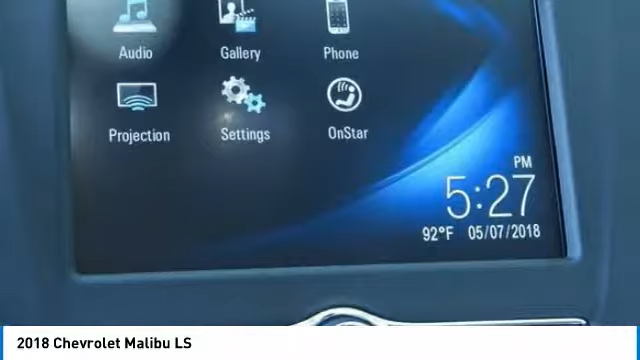 Audio Gallery Phone
Projection Settings OnStar
PM
5:27
92°F 05/07/2018
2018 Chevrolet Malibu LS